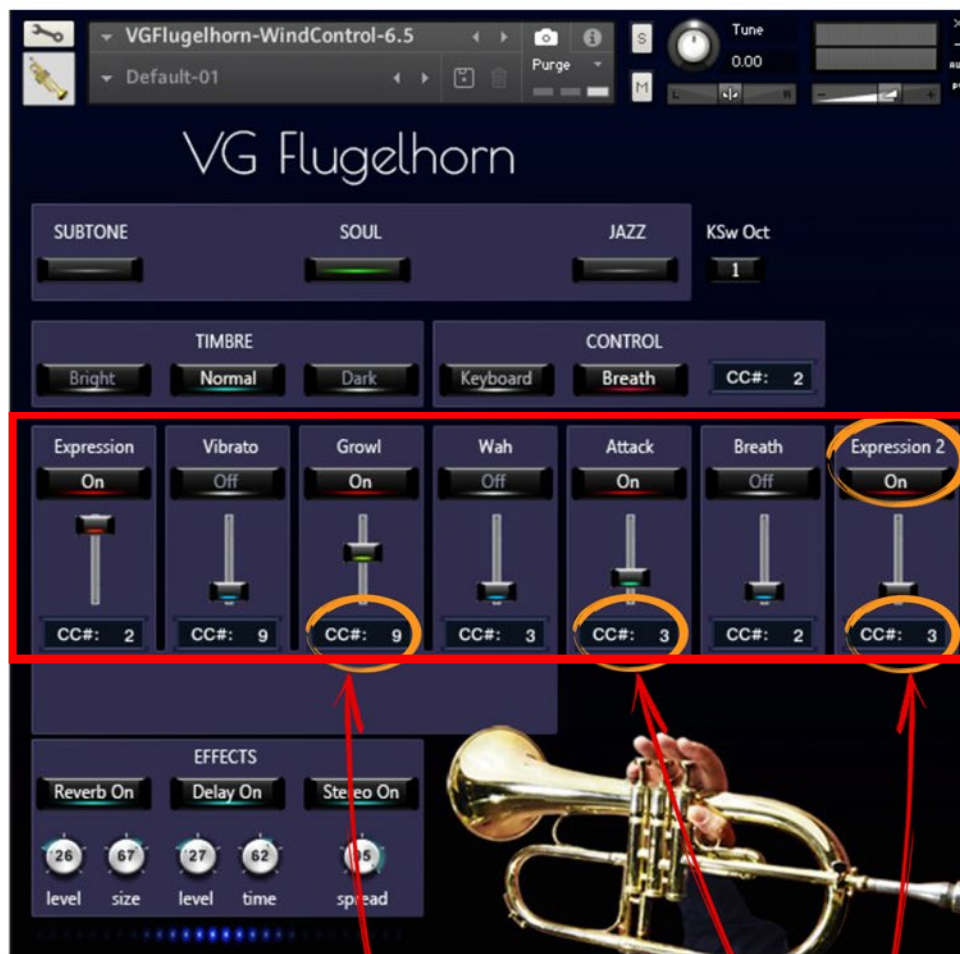 VGFlugelhorn-WindControl-6.5
S
Tune
0.00
Default-01
Purge
M
L
R
-
+
VG Flugelhorn
SUBTONE SOUL JAZZ KSw Oct
1
TIMBRE CONTROL
Bright Normal Dark Keyboard Breath CC#: 2
Expression Vibrato Growl Wah Attack Breath Expression 2
On Off On Off On Off On
CC#: 2 CC#: 9 CC#: 9 CC#: 3 CC#: 3 CC#: 2 CC#: 3
EFFECTS
Reverb On Delay On Stereo On
26 67 27 62
level size level time spread